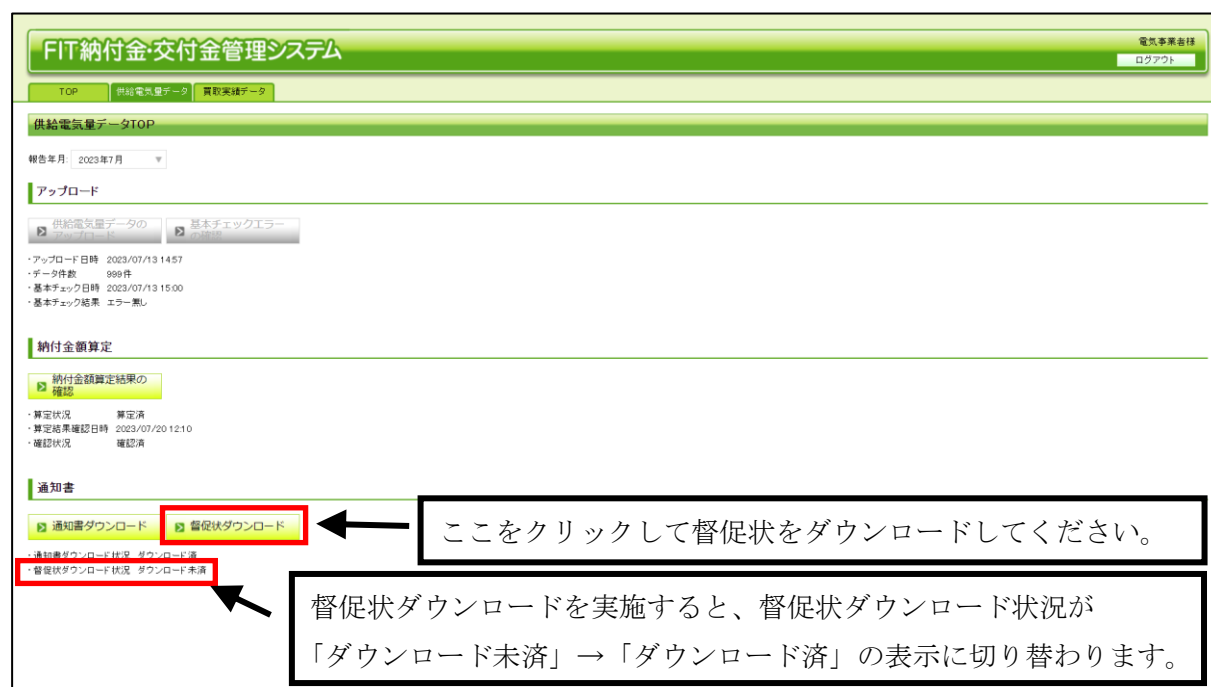 FIT納付金・交付金管理システム
電気事業者様
ログアウト
TOP 供給電気量データ 買取実績データ
供給電気量データTOP
報告年月: 2023年7月
アップロード
供給電気量データの
アップロード
基本チェックエラー
の確認
・アップロード日時 2023/07/13 14:57
・データ件数 999件
・基本チェック日時 2023/07/13 15:00
・基本チェック結果 エラー無し
納付金額算定
納付金額算定結果の
確認
・算定状況 算定済
・算定結果確認日時 2023/07/20 12:10
・確認状況 確認済
通知書
通知書ダウンロード 督促状ダウンロード
ここをクリックして督促状をダウンロードしてください。
・通知書ダウンロード状況 ダウンロード済
・督促状ダウンロード状況 ダウンロード未済
督促状ダウンロードを実施すると、督促状ダウンロード状況が
「ダウンロード未済」→「ダウンロード済」の表示に切り替わります。